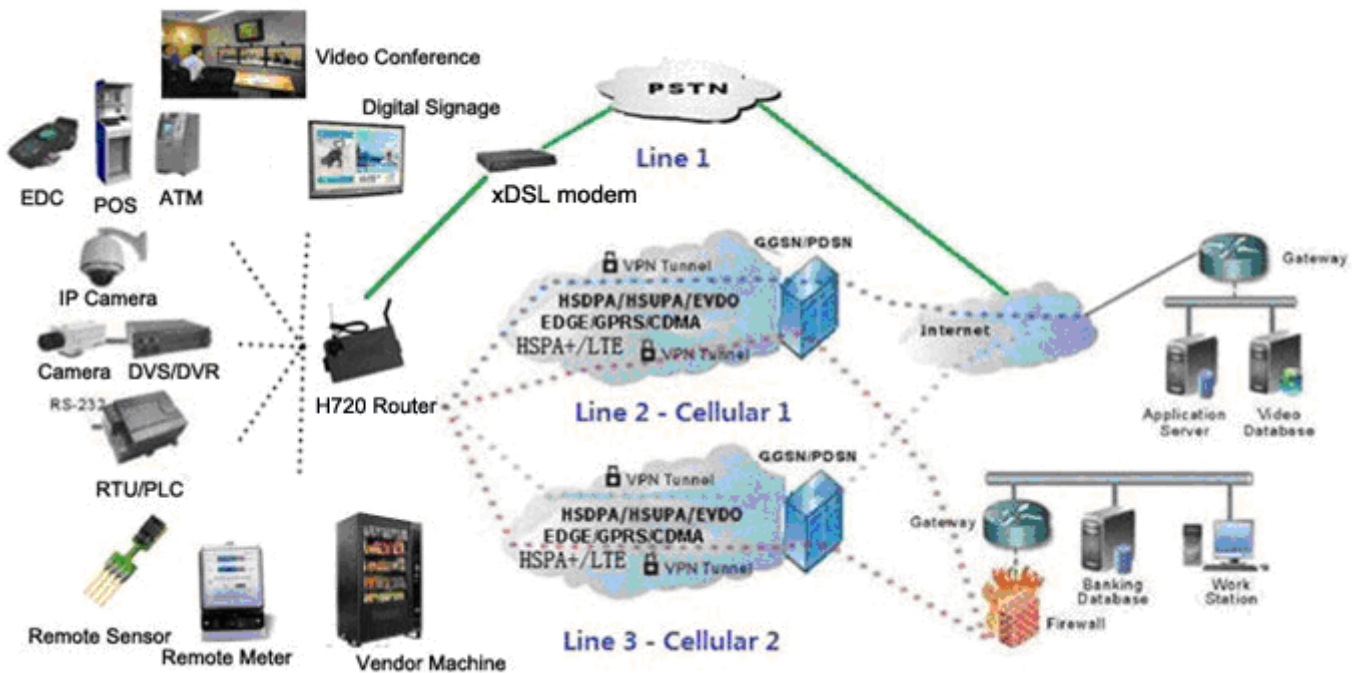 Video Conference
PSTN
Digital Signage
Line 1
EDC
POS
ATM
xDSL modem
GGSN/PDSN
VPN Tunnel
Gateway
IP Camera
HSDPA/HSUPA/EVDO
EDGE/GPRS/CDMA
HSPA+/LTE
VPN Tunnel
Internet
Camera
DVS/DVR
H720 Router
Line 2 - Cellular 1
Application
Server
Video
Database
RS-232
GGSN/PDSN
VPN Tunnel
RTU/PLC
HSDPA/HSUPA/EVDO
EDGE/GPRS/CDMA
HSPA+/LTE
VPN Tunnel
Gateway
Banking
Database
Work
Station
Firewall
Remote Sensor
Remote Meter
Vendor Machine
Line 3 - Cellular 2